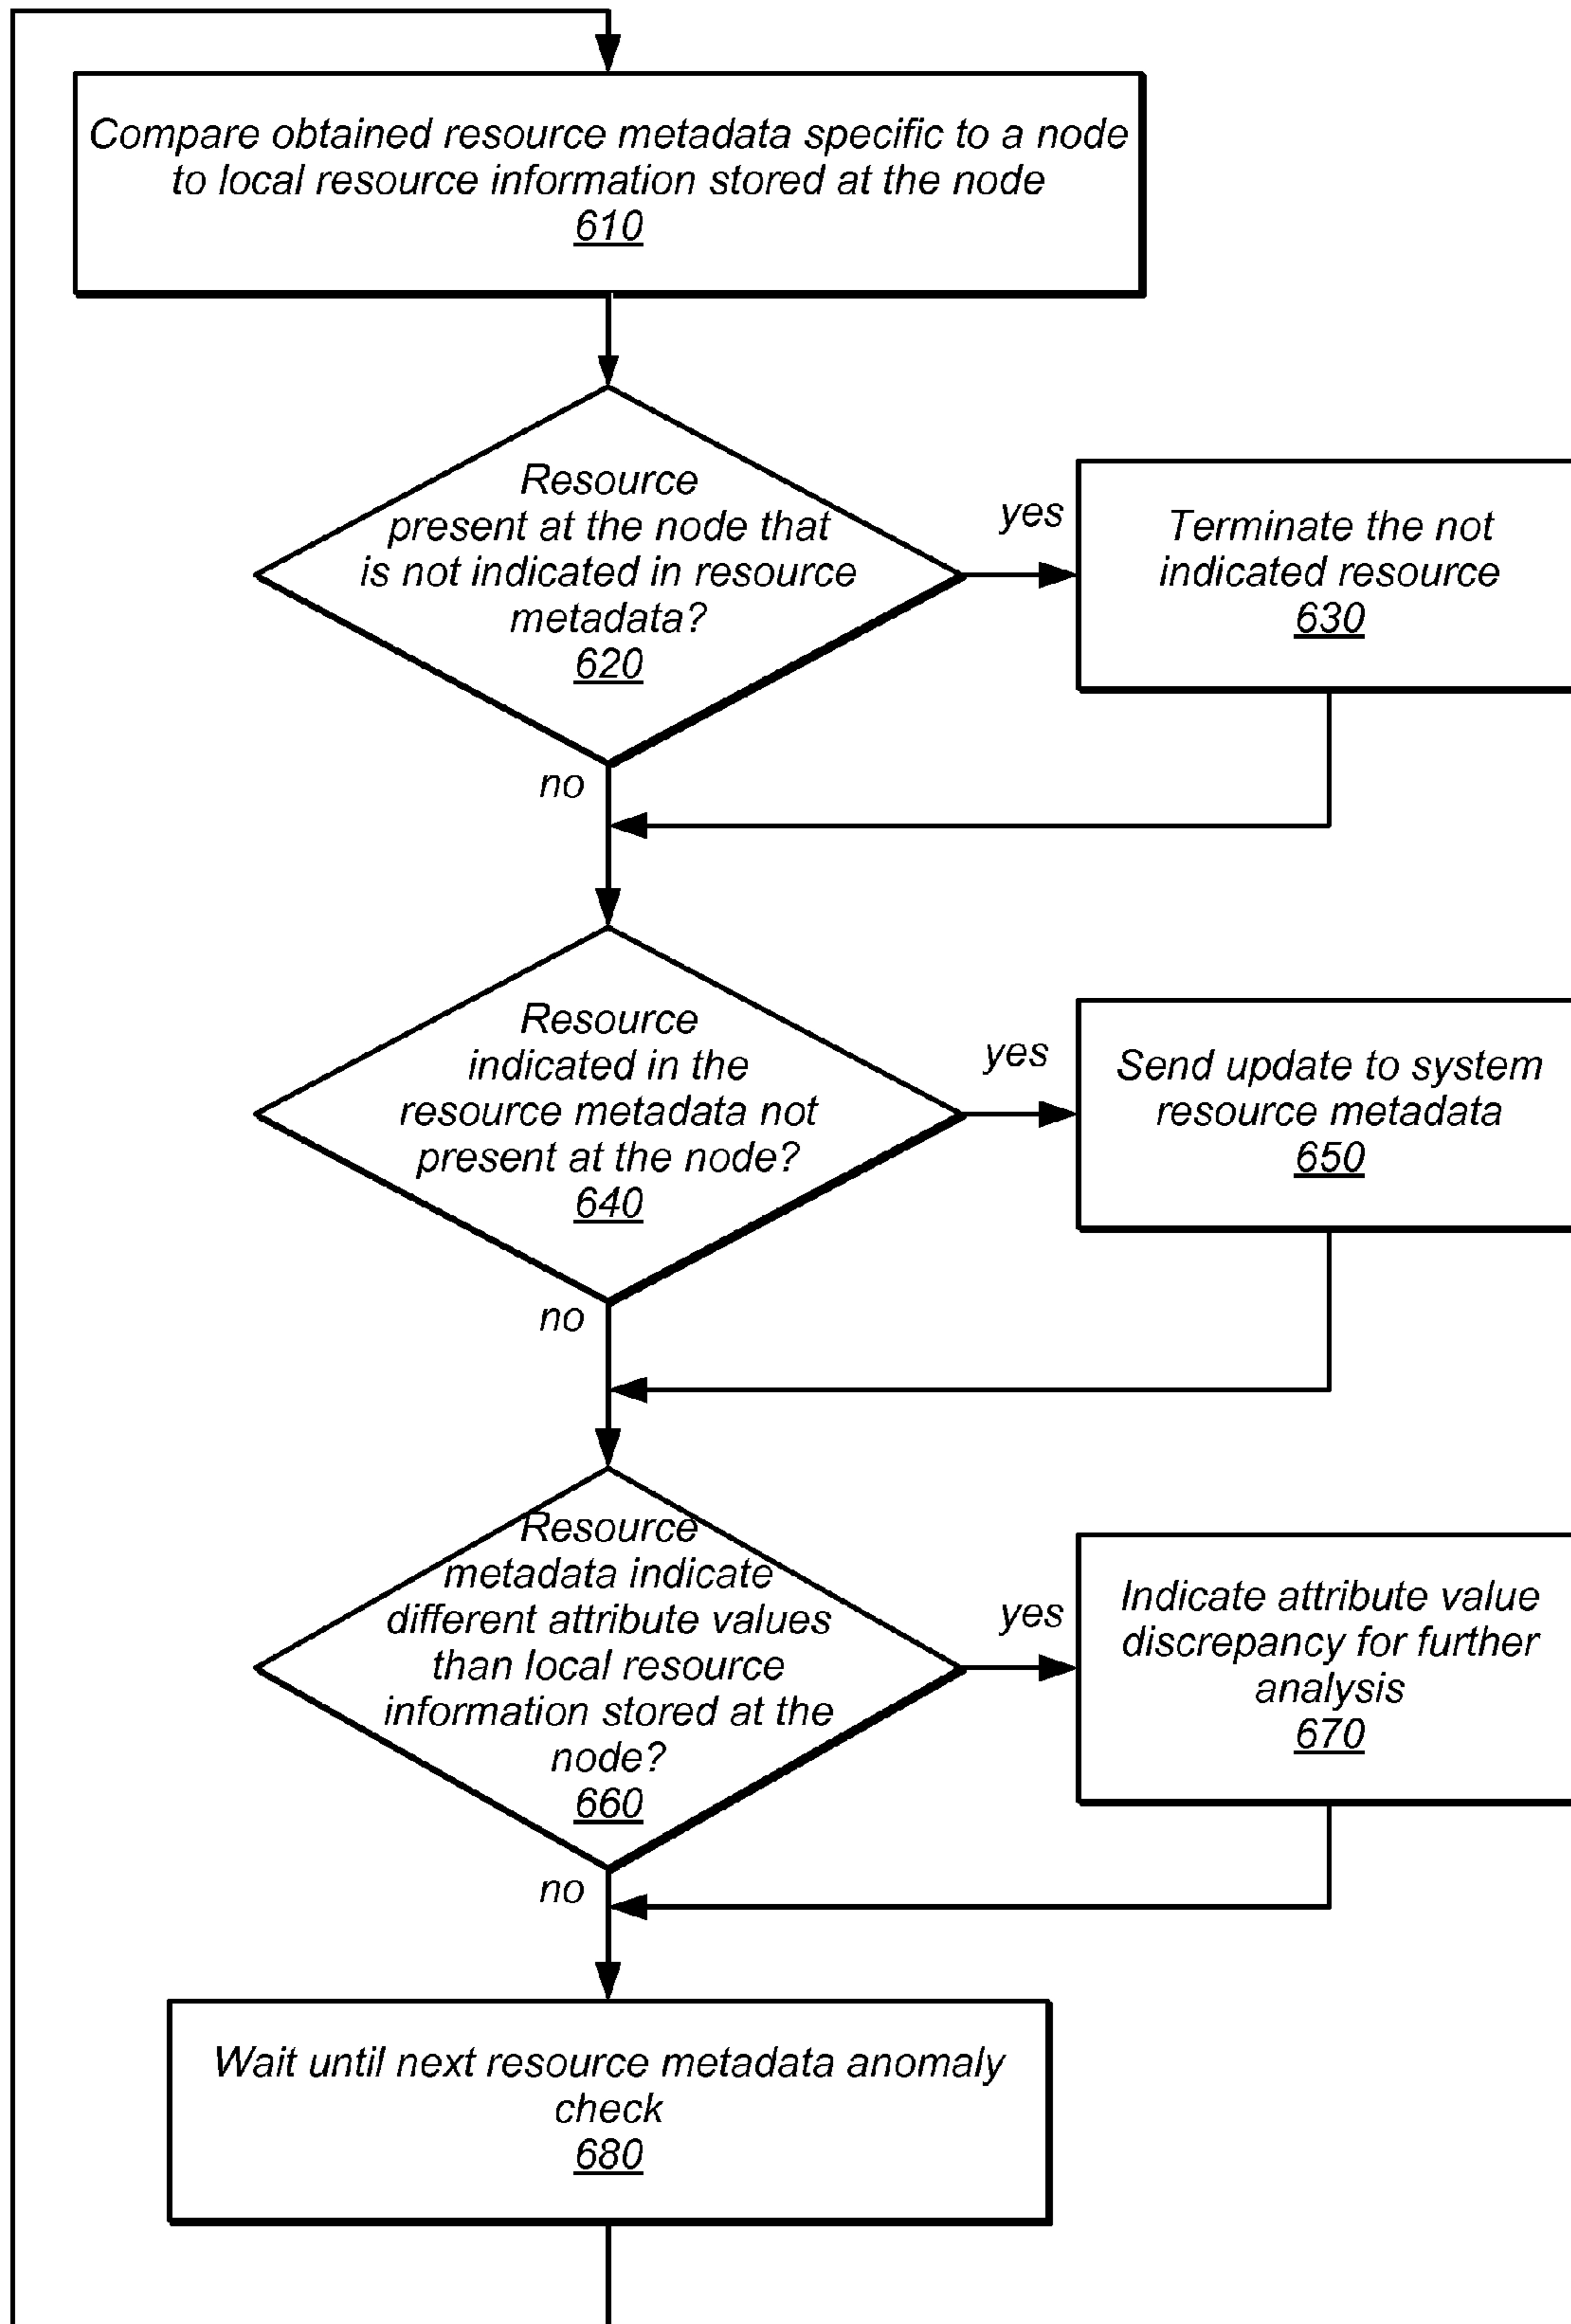 Compare obtained resource metadata specific to a node
to local resource information stored at the node
610
Resource
present at the node that
is not indicated in resource
metadata?
620
yes
Terminate the not
indicated resource
630
no
Resource
indicated in the
resource metadata not
present at the node?
640
yes
Send update to system
resource metadata
650
no
Resource
metadata indicate
different attribute values
than local resource
information stored at the
node?
660
yes
Indicate attribute value
discrepancy for further
analysis
670
no
Wait until next resource metadata anomaly
check
680